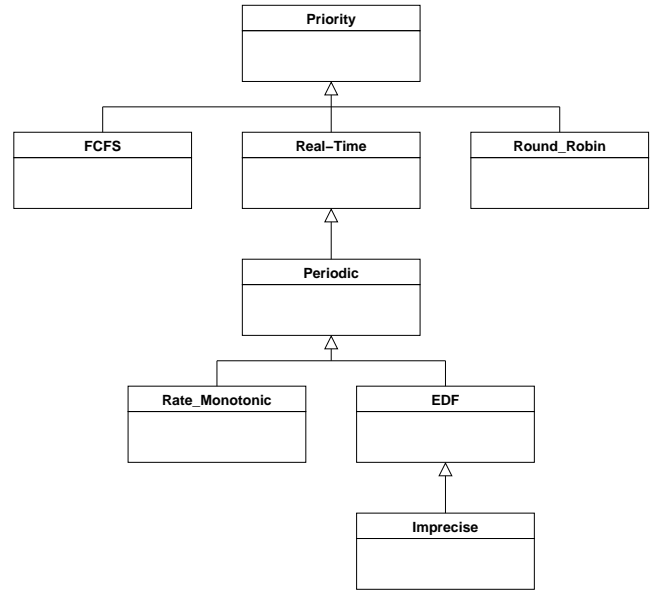 Priority
FCFS
Real−Time
Round_Robin
Periodic
Rate_Monotonic
EDF
Imprecise